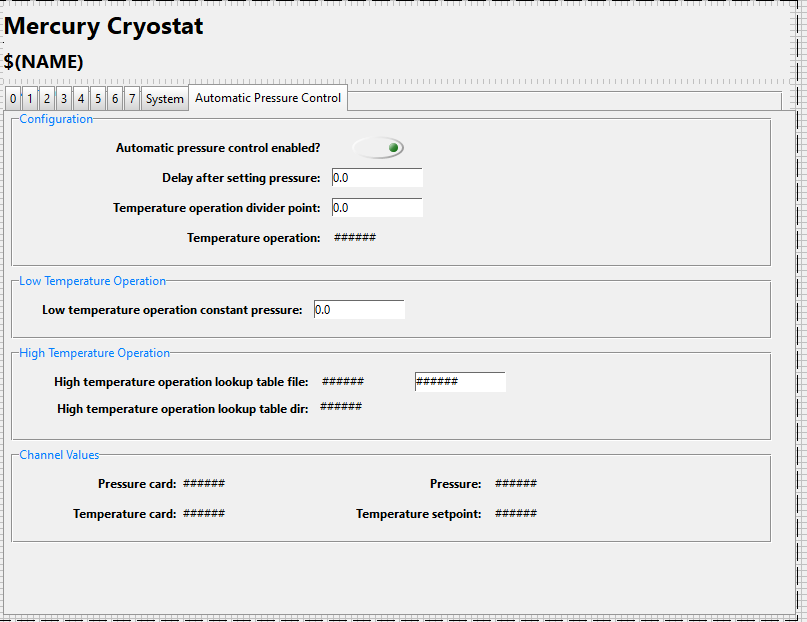 Mercury Cryostat
$(NAME)
0 1 2 3 4 5 6 7 System Automatic Pressure Control
Configuration
Automatic pressure control enabled?
Delay after setting pressure: 0.0
Temperature operation divider point: 0.0
Temperature operation: ######
Low Temperature Operation
Low temperature operation constant pressure: 0.0
High Temperature Operation
High temperature operation lookup table file: ###### ######
High temperature operation lookup table dir: ######
Channel Values
Pressure card: ###### Pressure: ######
Temperature card: ###### Temperature setpoint: ######